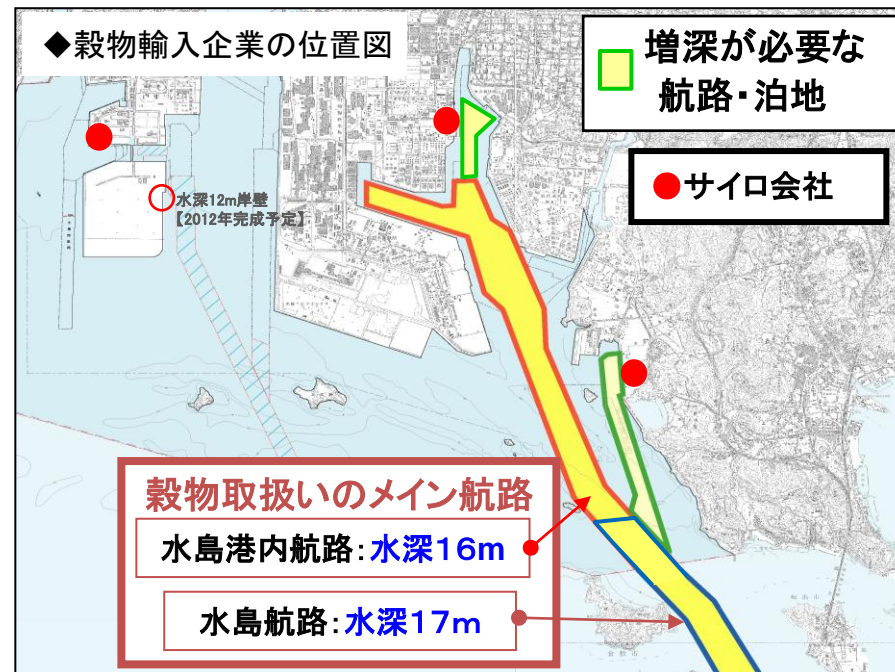 ◆穀物輸入企業の位置図
増深が必要な
航路・泊地
●サイロ会社
水深12m岸壁
【2012年完成予定】
穀物取扱いのメイン航路
水島港内航路：水深16m
水島航路：水深17m